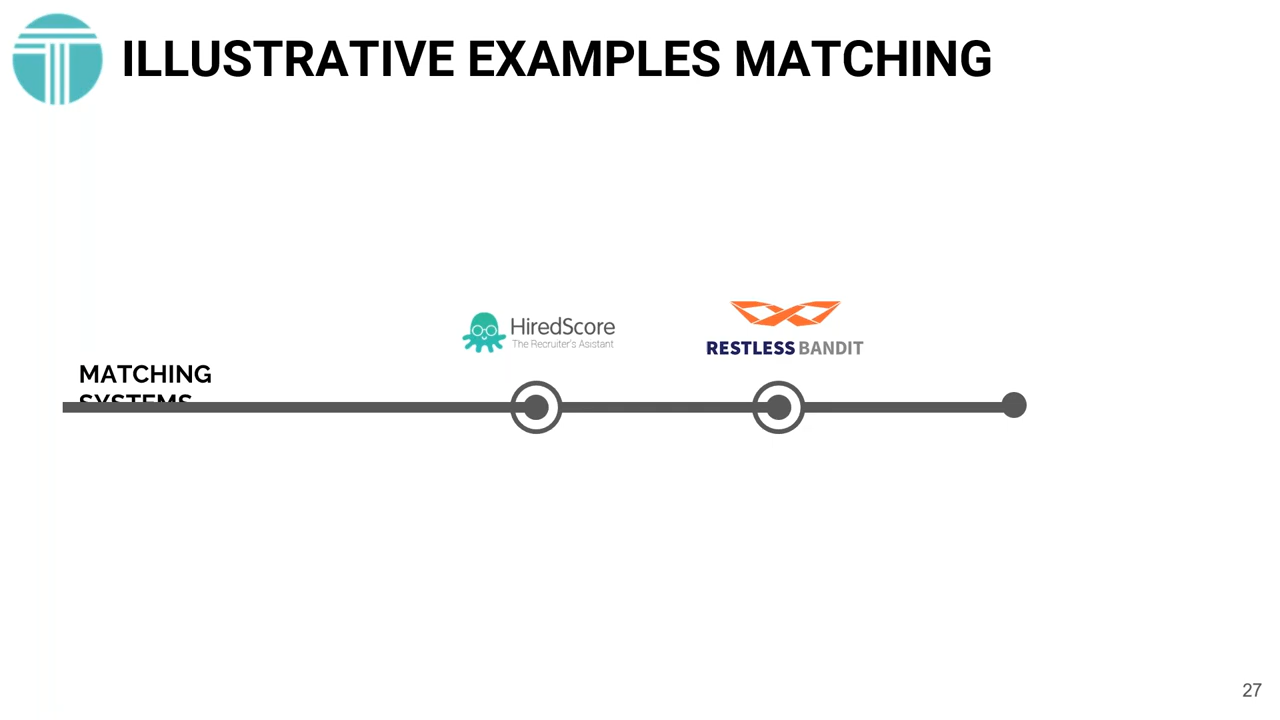 ILLUSTRATIVE EXAMPLES MATCHING
HiredScore
The Recruiter's Asistant
RESTLESS BANDIT
MATCHING
SYSTEMS
27